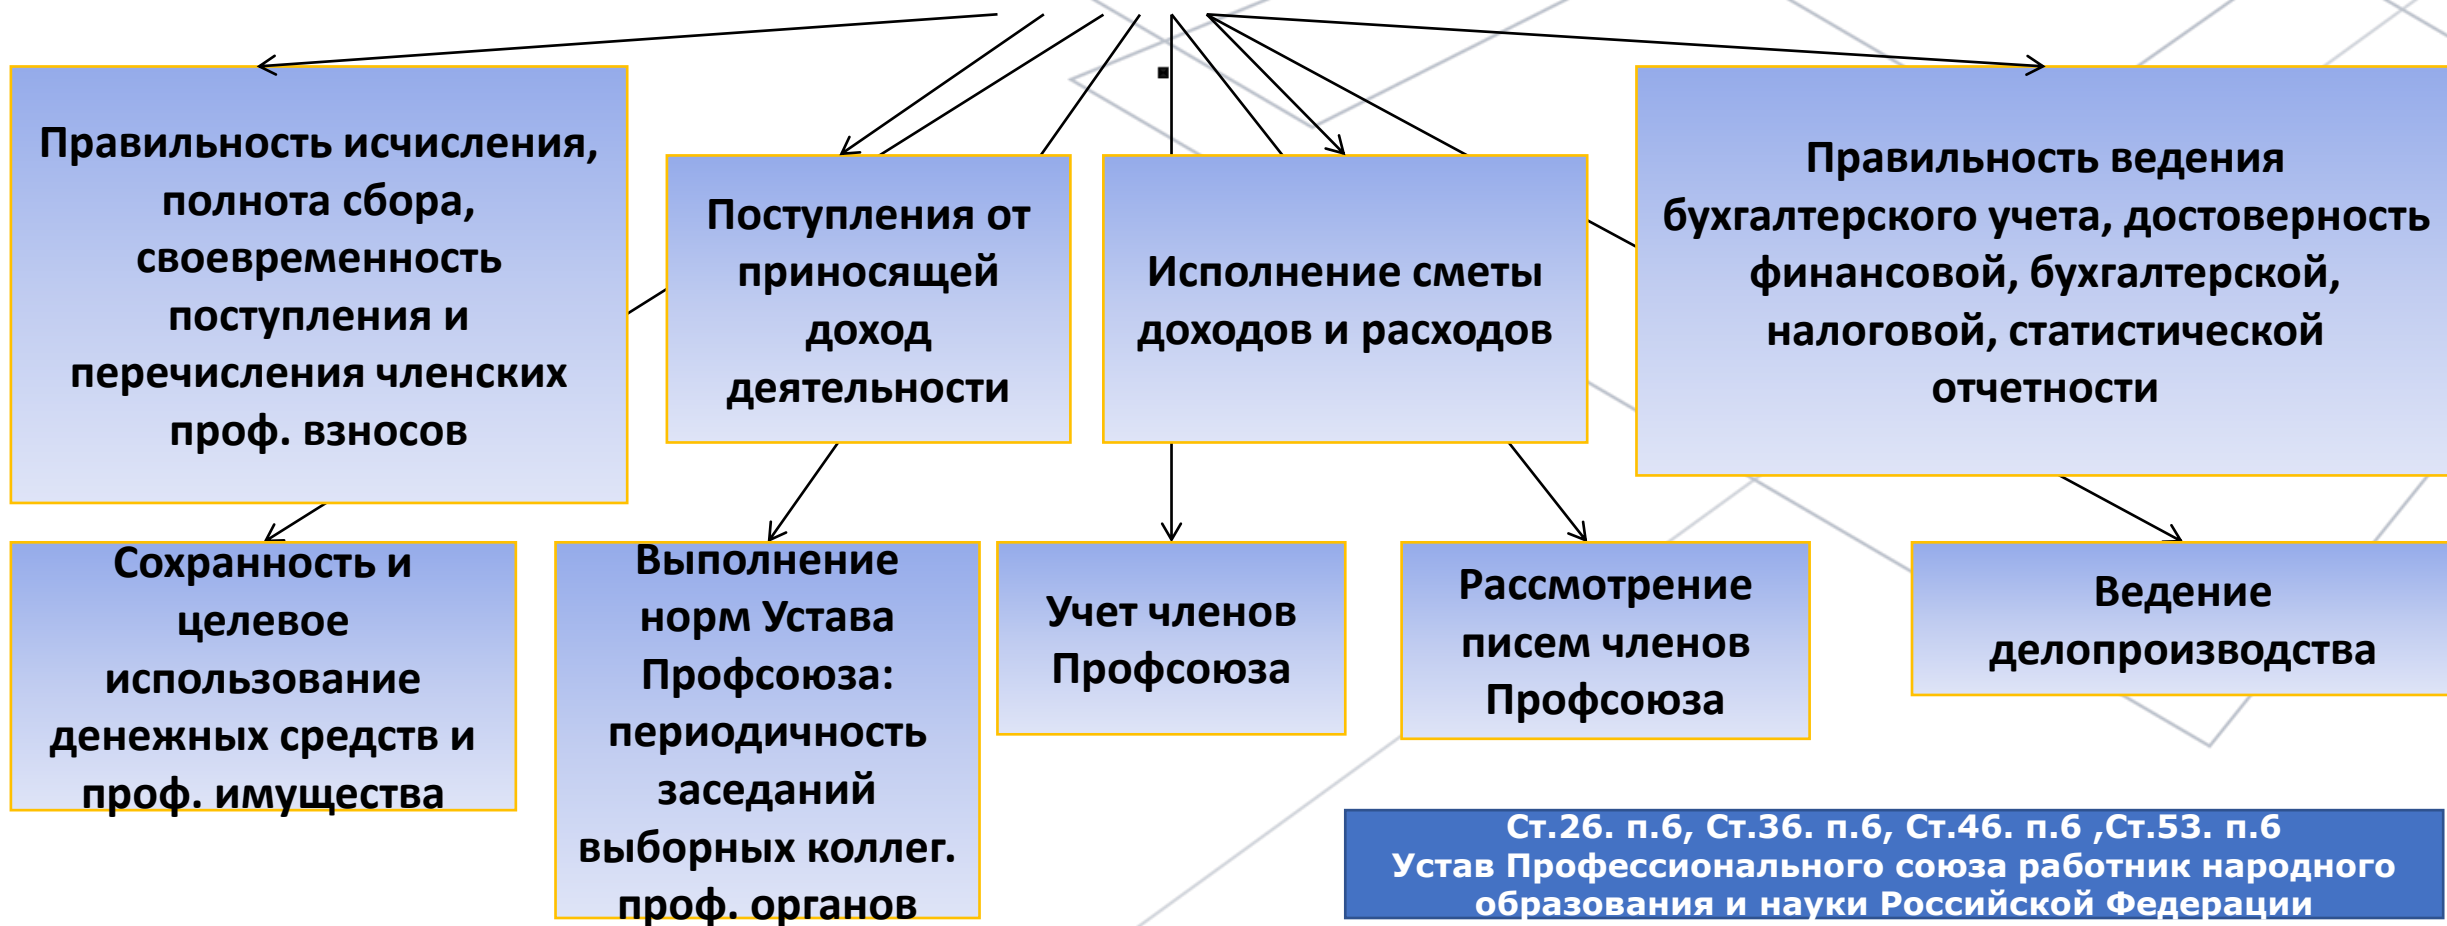 Правильность исчисления,
полнота сбора,
своевременность
поступления и
перечисления членских
проф. взносов
Поступления от
приносящей
доход
деятельности
Исполнение сметы
доходов и расходов
Правильность ведения
бухгалтерского учета, достоверность
финансовой, бухгалтерской,
налоговой, статистической
отчетности
Сохранность и
целевое
использование
денежных средств и
проф. имущества
Выполнение
норм Устава
Профсоюза:
периодичность
заседаний
выборных коллег.
проф. органов
Учет членов
Профсоюза
Рассмотрение
писем членов
Профсоюза
Ведение
делопроизводства
Ст.26. п.6, Ст.36. п.6, Ст.46. п.6 ,Ст.53. п.6
Устав Профессионального союза работник народного
образования и науки Российской Федерации